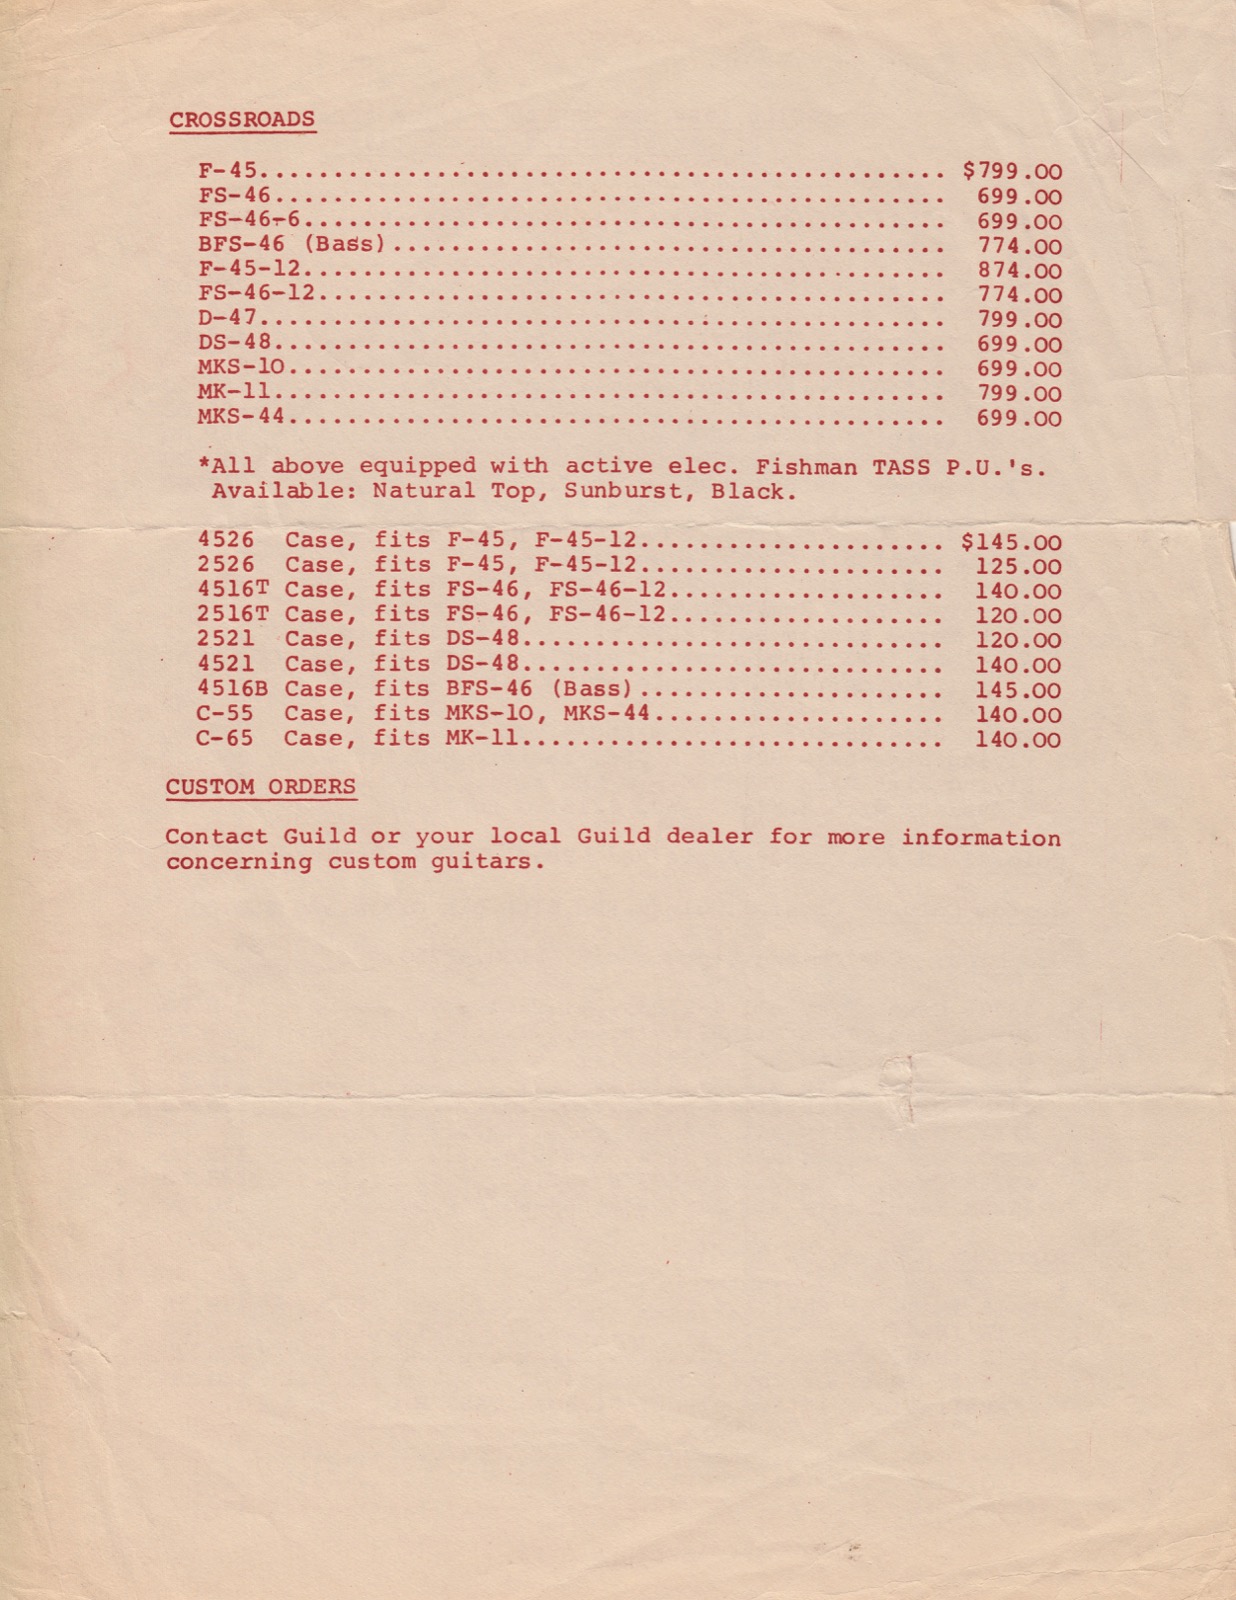 CROSSROADS
F-45............................................... $799.00
FS-46.............................................. 699.00
FS-46-6............................................ 699.00
BFS-46 (Bass)...................................... 774.00
F-45-12............................................ 874.00
FS-46-12........................................... 774.00
D-47............................................... 799.00
DS-48.............................................. 699.00
MKS-10............................................. 699.00
MK-11.............................................. 799.00
MKS-44............................................. 699.00
*All above equipped with active elec. Fishman TASS P.U.'s.
Available: Natural Top, Sunburst, Black.
4526 Case, fits F-45, F-45-12..................... $145.00
2526 Case, fits F-45, F-45-12..................... 125.00
4516T Case, fits FS-46, FS-46-12................... 140.00
2516T Case, fits FS-46, FS-46-12................... 120.00
2521 Case, fits DS-48............................. 120.00
4521 Case, fits DS-48............................. 140.00
4516B Case, fits BFS-46 (Bass)..................... 145.00
C-55 Case, fits MKS-10, MKS-44.................... 140.00
C-65 Case, fits MK-11............................. 140.00
CUSTOM ORDERS
Contact Guild or your local Guild dealer for more information
concerning custom guitars.